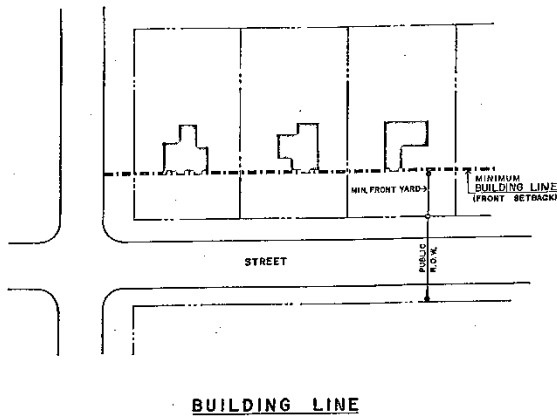 MIN. FRONT YARD
MINIMUM
BUILDING LINE
(FRONT SETBACK)
STREET
PUBLIC
R.O.W.
BUILDING LINE